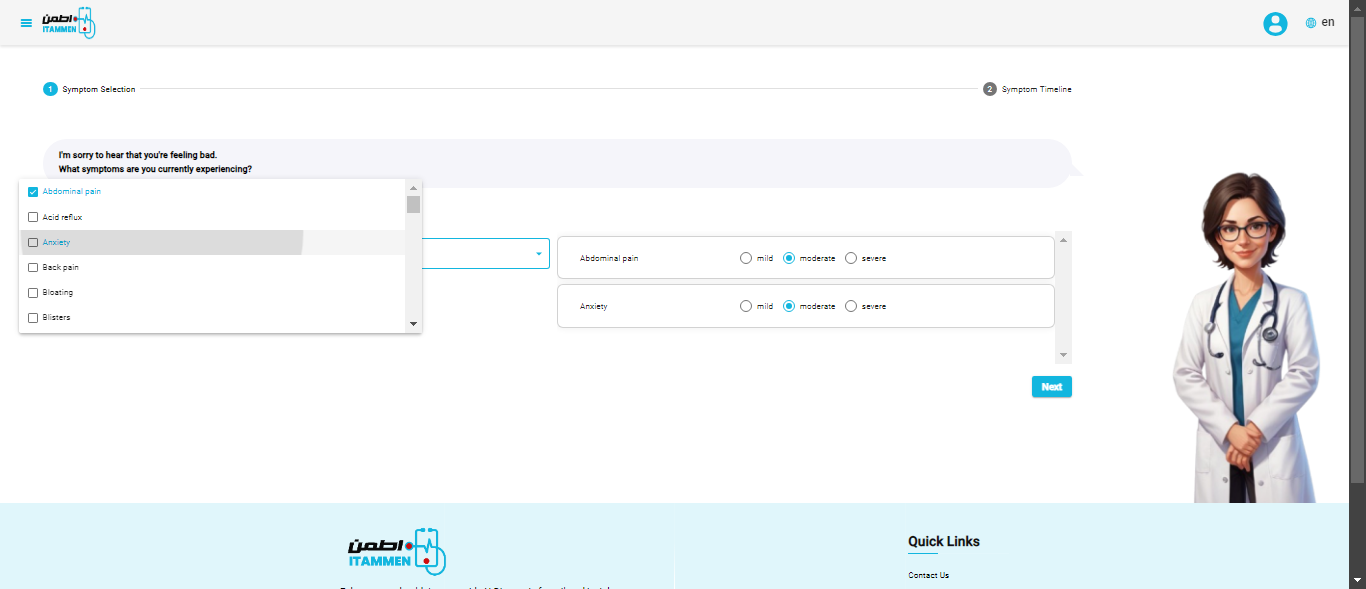 اطمن
ITAMMEN
en
1 Symptom Selection
2 Symptom Timeline
I'm sorry to hear that you're feeling bad.
What symptoms are you currently experiencing?
Abdominal pain
Acid reflux
Anxiety
Back pain
Bloating
Blisters
Abdominal pain mild moderate severe
Anxiety mild moderate severe
Next
اطمن
ITAMMEN
Quick Links
Contact Us